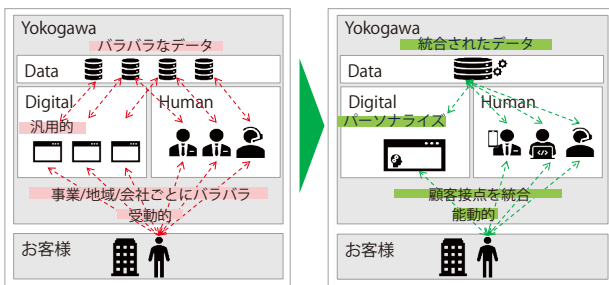 Yokogawa
バラバラなデータ
Data
Digital
Human
汎用的
事業/地域/会社ごとにバラバラ
受動的
お客様
Yokogawa
統合されたデータ
Data
Digital
Human
パーソナライズ
顧客接点を統合
能動的
お客様